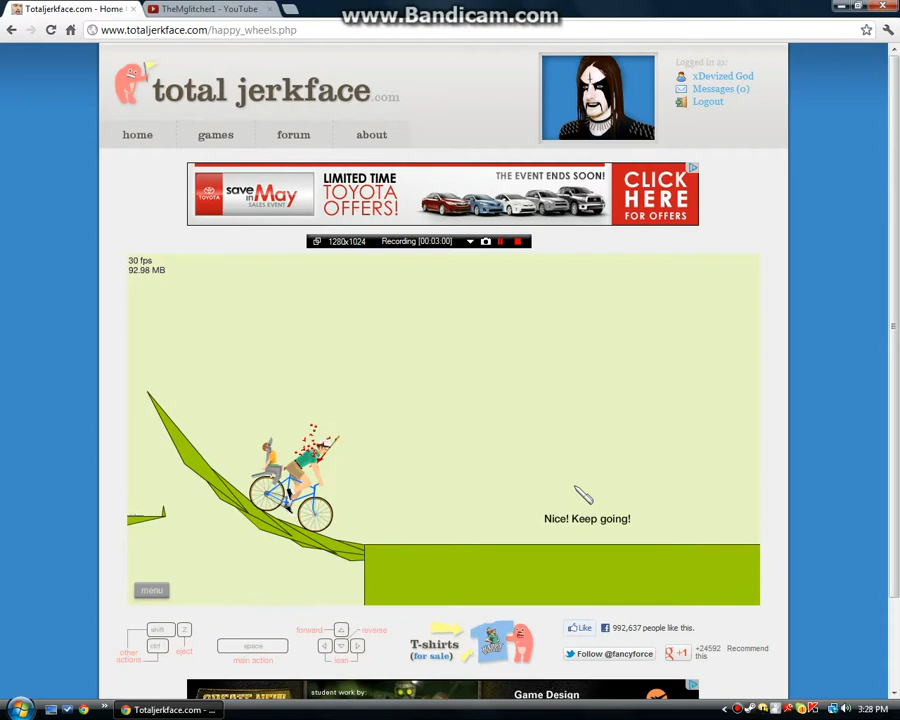 www.Bandicam.com
Totaljerkface.com - Home
TheMglitcher1 - YouTube
www.totaljerkface.com/happy_wheels.php
total jerkface.com
Logged in as:
xDevized God
Messages (0)
Logout
home games forum about
TOYOTA
save in May
SALES EVENT
LIMITED TIME
TOYOTA
OFFERS!
THE EVENT ENDS SOON!
CLICK
HERE
FOR OFFERS
1280x1024 Recording [00:03:00]
30 fps
92.98 MB
Nice! Keep going!
menu
shift Z
ctrl
other
actions
eject
space
main action
forward
reverse
lean
T-shirts
(for sale)
Like 992,637 people like this.
Follow @fancyforce
+1 +24592 Recommend
this
student work by:
Game Design
Totaljerkface.com - ...
3:28 PM